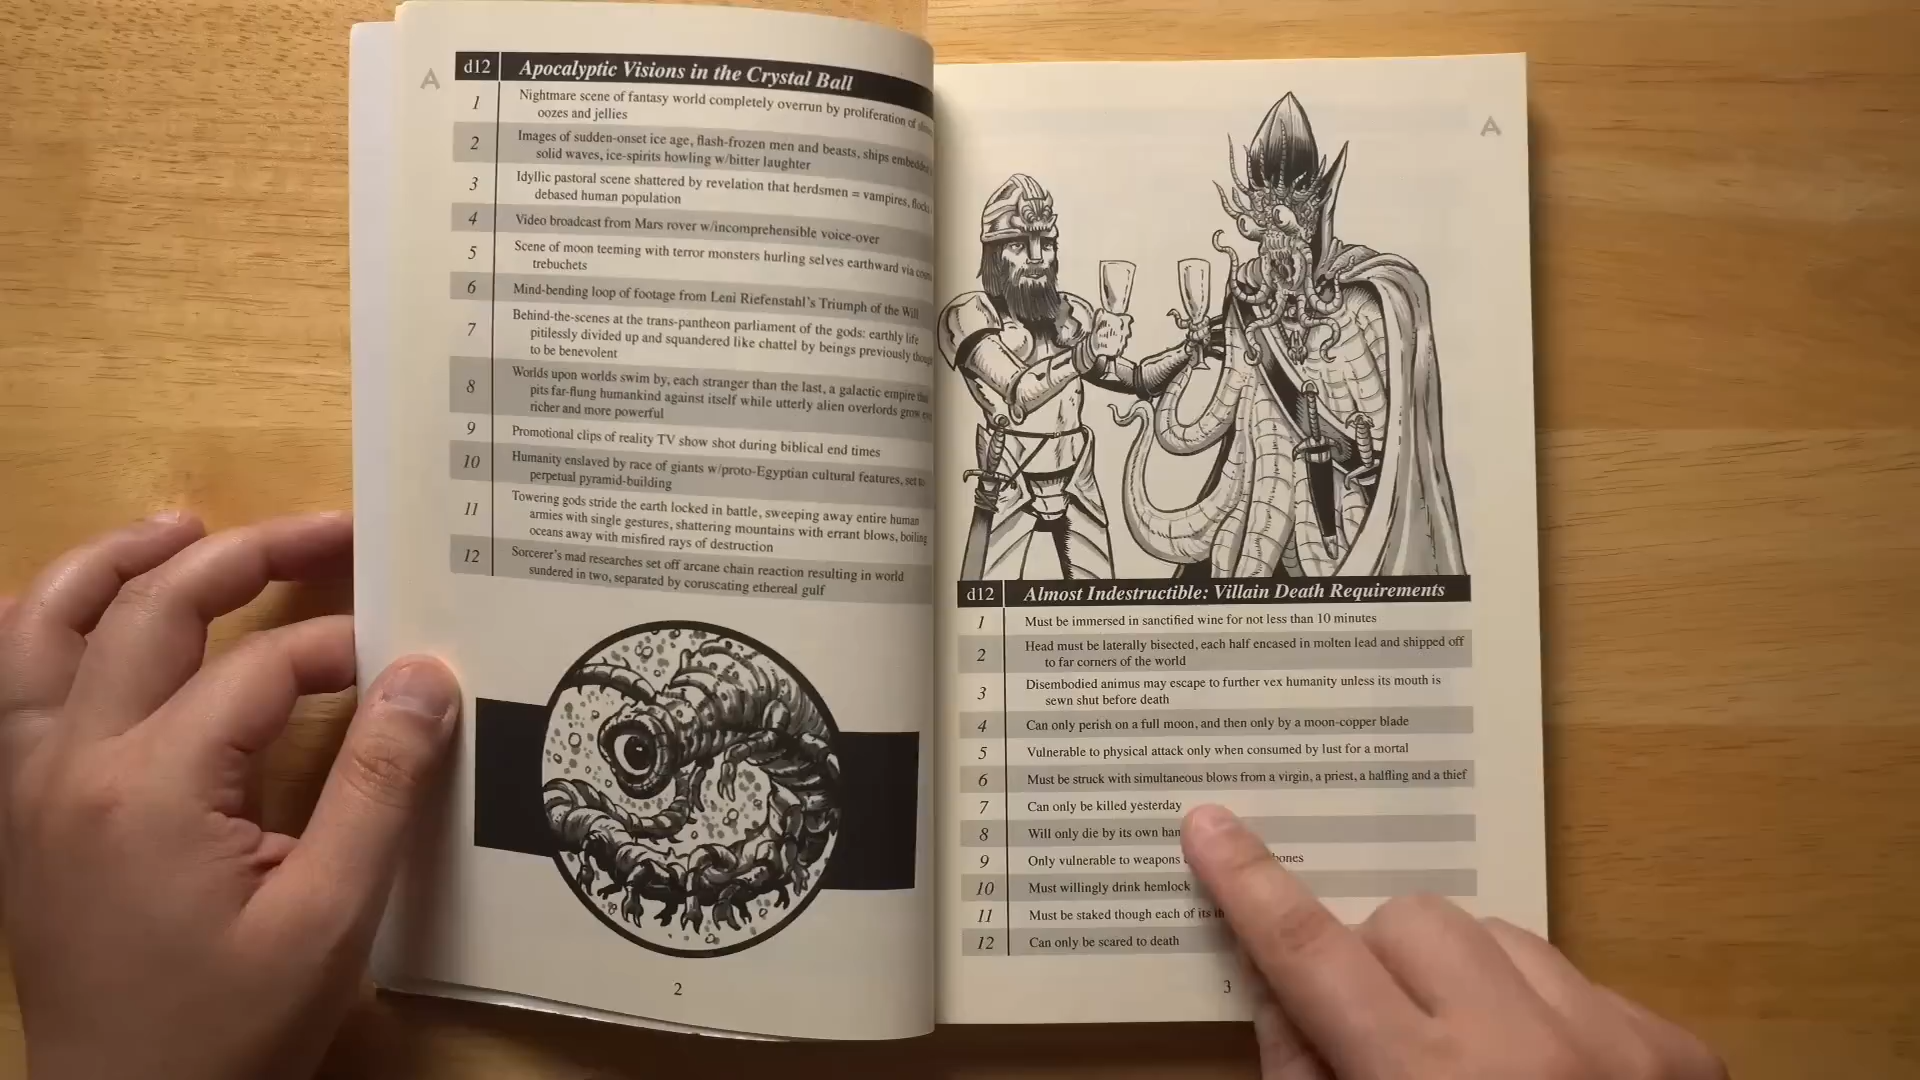 A
d12 Apocalyptic Visions in the Crystal Ball
1 Nightmare scene of fantasy world completely overrun by proliferation of
oozes and jellies
2 Images of sudden-onset ice age, flash-frozen men and beasts, ships
solid waves, ice-spirits howling w/bitter laughter
3 Idyllic pastoral scene shattered by revelation that herdsmen = vampires, flocks
debased human population
4 Video broadcast from Mars rover w/incomprehensible voice-over
5 Scene of moon teeming with terror monsters hurling selves earthward via
trebuchets
6 Mind-bending loop of footage from Leni Riefenstahl's Triumph of the Will
7 Behind-the-scenes at the trans-pantheon parliament of the gods: earthly life
pitilessly divided up and squandered like chattel by beings previously
to be benevolent
8 Worlds upon worlds swim by, each stranger than the last, a galactic empire
pits far-flung humankind against itself while utterly alien overlords grow
richer and more powerful
9 Promotional clips of reality TV show shot during biblical end times
10 Humanity enslaved by race of giants w/proto-Egyptian cultural features, set to
perpetual pyramid-building
11 Towering gods stride the earth locked in battle, sweeping away entire human
armies with single gestures, shattering mountains with errant blows, boiling
oceans away with misfired rays of destruction
12 Sorcerer's mad researches set off arcane chain reaction resulting in world
sundered in two, separated by coruscating ethereal gulf
2
A
d12 Almost Indestructible: Villain Death Requirements
1 Must be immersed in sanctified wine for not less than 10 minutes
2 Head must be laterally bisected, each half encased in molten lead and shipped off
to far corners of the world
3 Disembodied animus may escape to further vex humanity unless its mouth is
sewn shut before death
4 Can only perish on a full moon, and then only by a moon-copper blade
5 Vulnerable to physical attack only when consumed by lust for a mortal
6 Must be struck with simultaneous blows from a virgin, a priest, a halfling and a thief
7 Can only be killed yesterday
8 Will only die by its own
9 Only vulnerable to weapons bones
10 Must willingly drink hemlock
11 Must be staked though each of its
12 Can only be scared to death
3